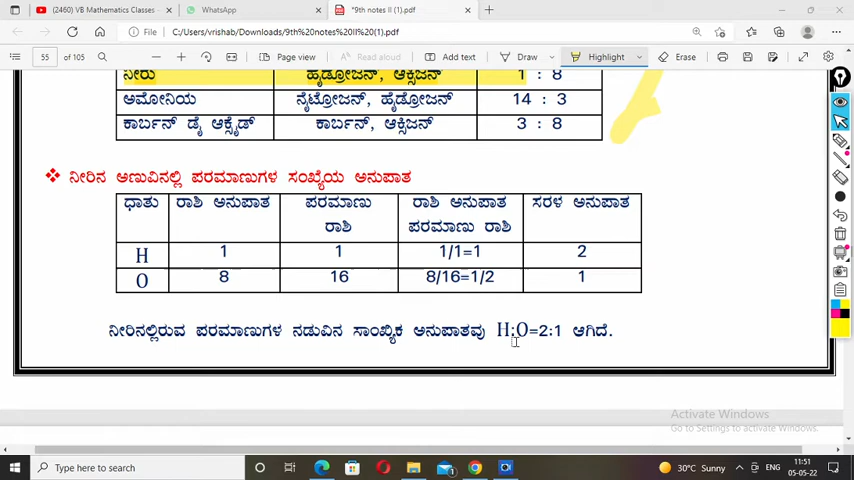 (2460) VB Mathematics Classes -
WhatsApp
*9th notes II (1).pdf
File
C:/Users/vrishab/Downloads/9th%20notes%20II%20(1).pdf
55 of 105
Page view
Read aloud
Add text
Draw
Highlight
Erase
ನೀರು ಹೈಡ್ರೋಜನ್, ಆಕ್ಸಿಜನ್ 1 : 8
ಅಮೋನಿಯ ನೈಟ್ರೋಜನ್, ಹೈಡ್ರೋಜನ್ 14 : 3
ಕಾರ್ಬನ್ ಡೈ ಆಕ್ಸೈಡ್ ಕಾರ್ಬನ್, ಆಕ್ಸಿಜನ್ 3 : 8
❖ ನೀರಿನ ಅಣುವಿನಲ್ಲಿ ಪರಮಾಣುಗಳ ಸಂಖ್ಯೆಯ ಅನುಪಾತ
ಧಾತು ರಾಶಿ ಅನುಪಾತ ಪರಮಾಣು ರಾಶಿ ಅನುಪಾತ ಸರಳ ಅನುಪಾತ
ರಾಶಿ ಪರಮಾಣು ರಾಶಿ
H 1 1 1/1=1 2
O 8 16 8/16=1/2 1
ನೀರಿನಲ್ಲಿರುವ ಪರಮಾಣುಗಳ ನಡುವಿನ ಸಾಂಖ್ಯಿಕ ಅನುಪಾತವು H:O=2:1 ಆಗಿದೆ.
Activate Windows
Go to Settings to activate Windows.
Type here to search
30°C Sunny
ENG
11:51
05-05-22